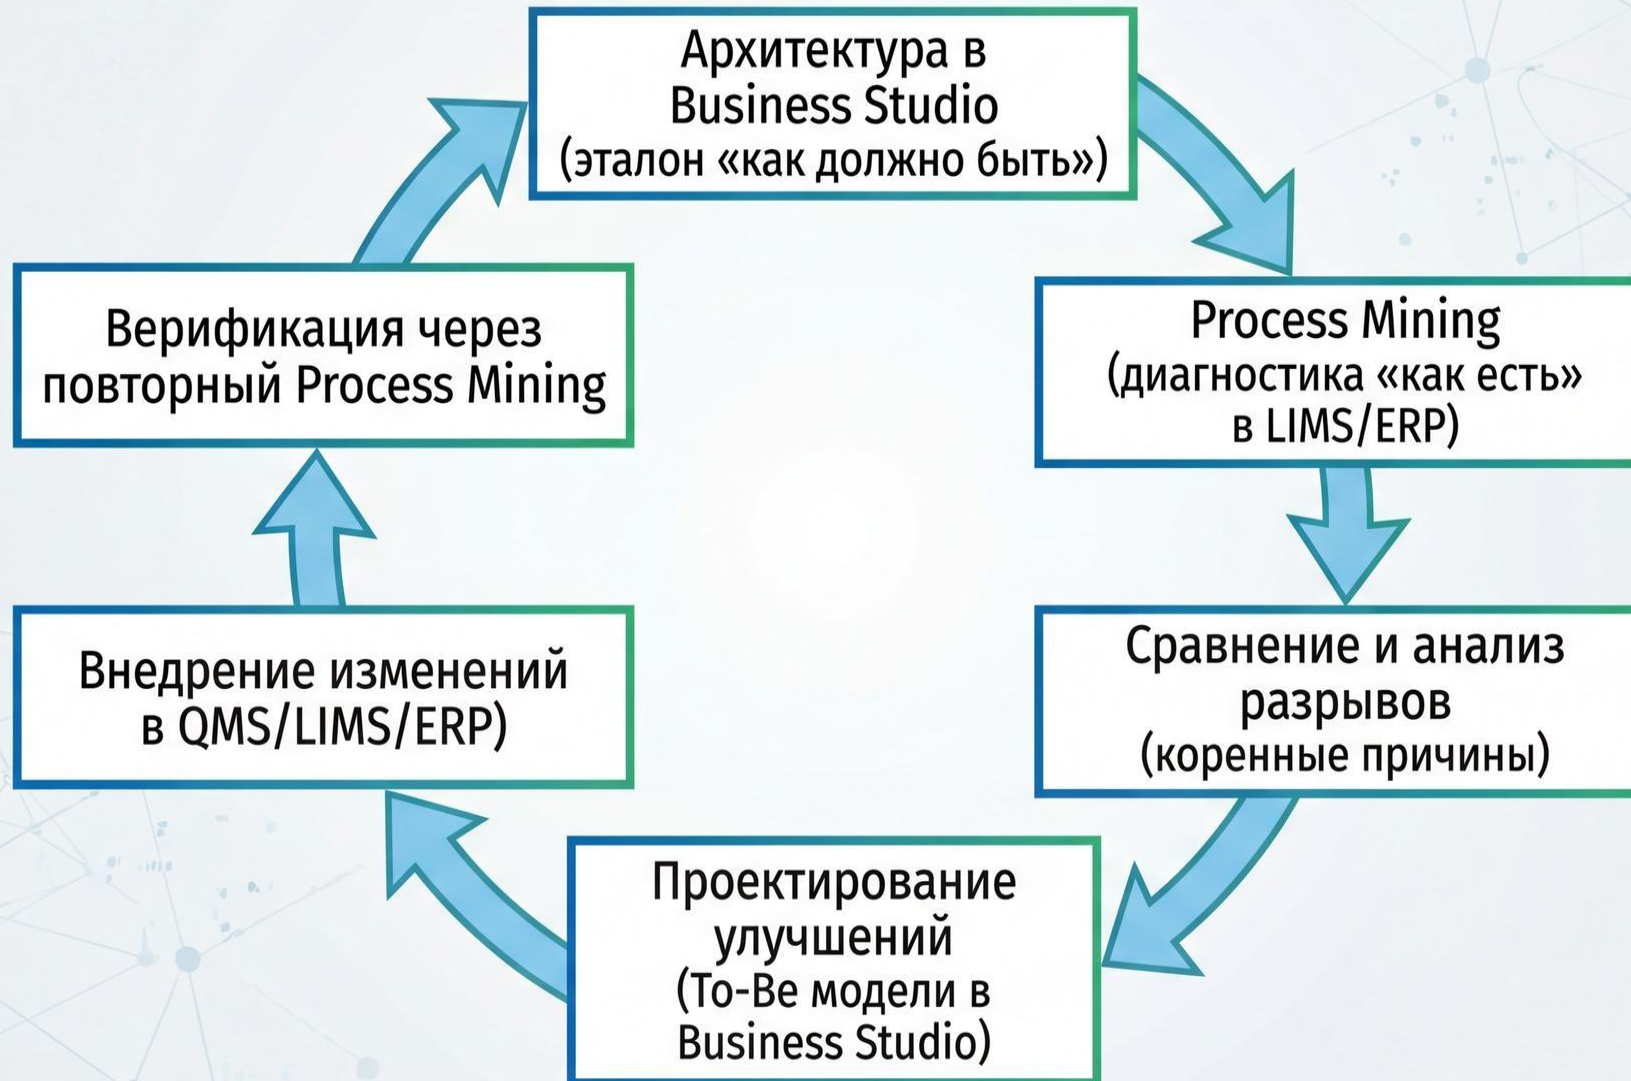 Архитектура в
Business Studio
(эталон «как должно быть»)
Process Mining
(диагностика «как есть»
в LIMS/ERP)
Сравнение и анализ
разрывов
(коренные причины)
Проектирование
улучшений
(To-Be модели в
Business Studio)
Внедрение изменений
в QMS/LIMS/ERP)
Верификация через
повторный Process Mining